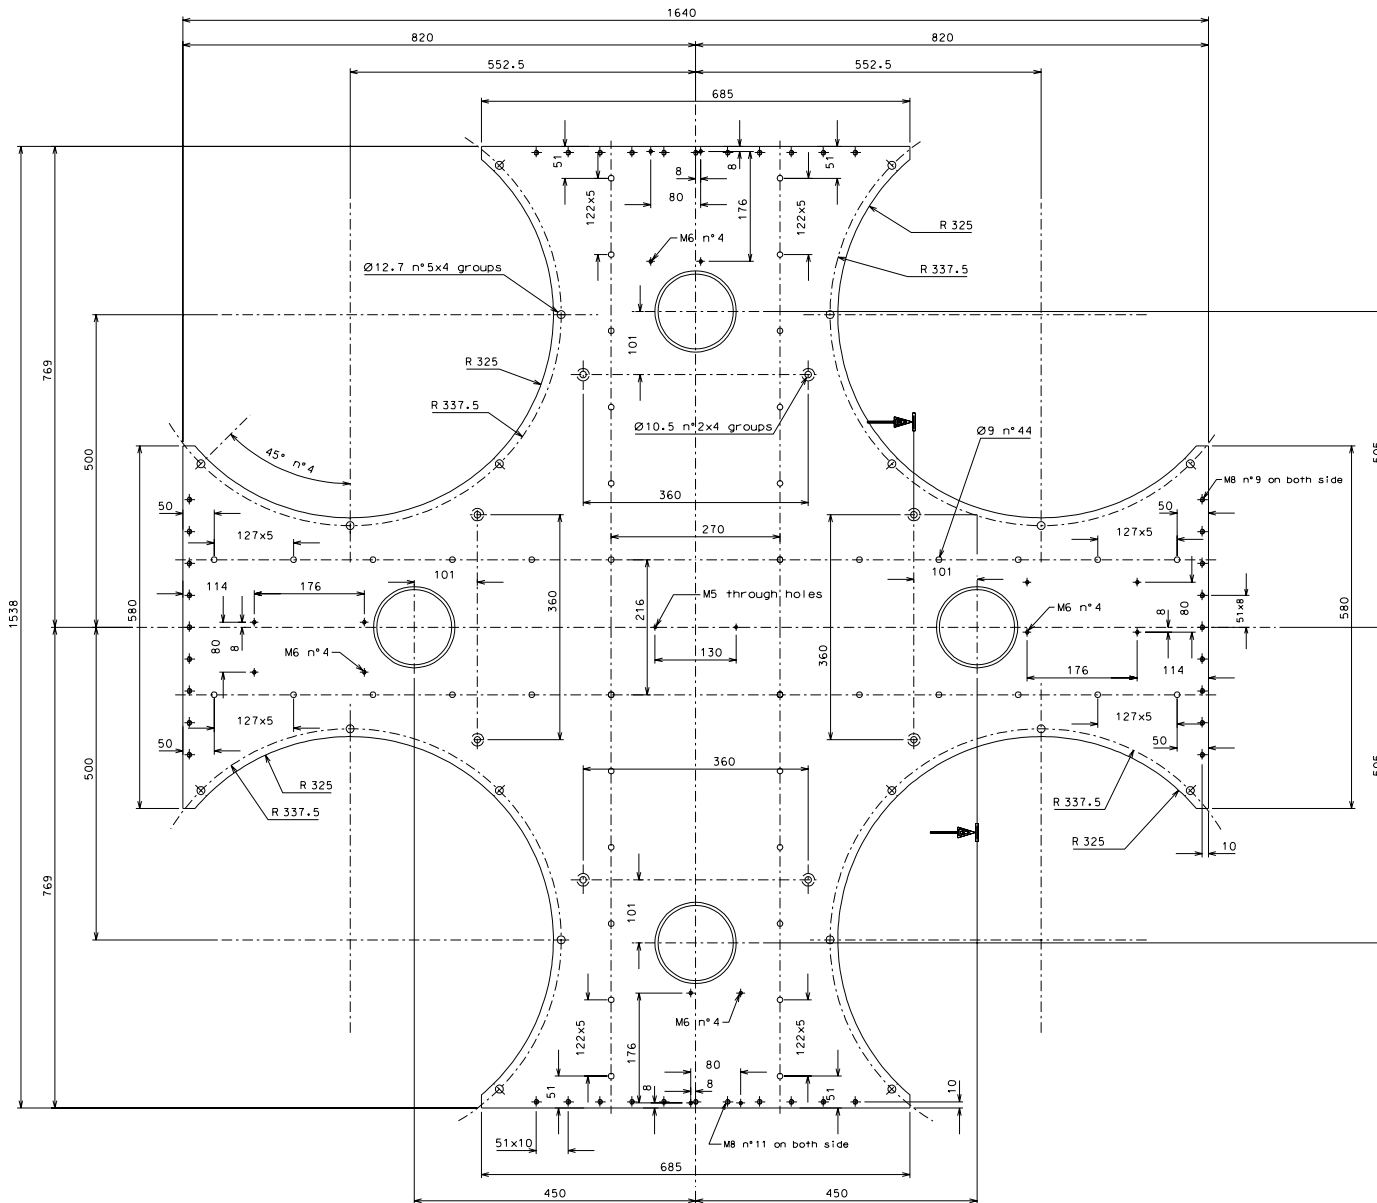 1640
820
820
552.5
552.5
685
51
8
51
8
122x5
80
176
122x5
M6 n°4
R 325
R 337.5
Ø12.7 n°5x4 groups
769
101
R 325
R 337.5
Ø10.5 n°2x4 groups
Ø9 n°44
500
45° n°4
505
M8 n°9 on both side
50
360
50
127x5
270
127x5
114
176
101
101
1538
580
360
216
M5 through holes
M6 n°4
8
80
51x8
580
80
8
M6 n°4
130
360
176
114
127x5
127x5
50
50
500
360
505
R 325
R 337.5
R 337.5
R 325
10
769
101
M6 n°4
122x5
176
122x5
80
51
8
8
51
10
51x10
M8 n°11 on both side
685
450
450